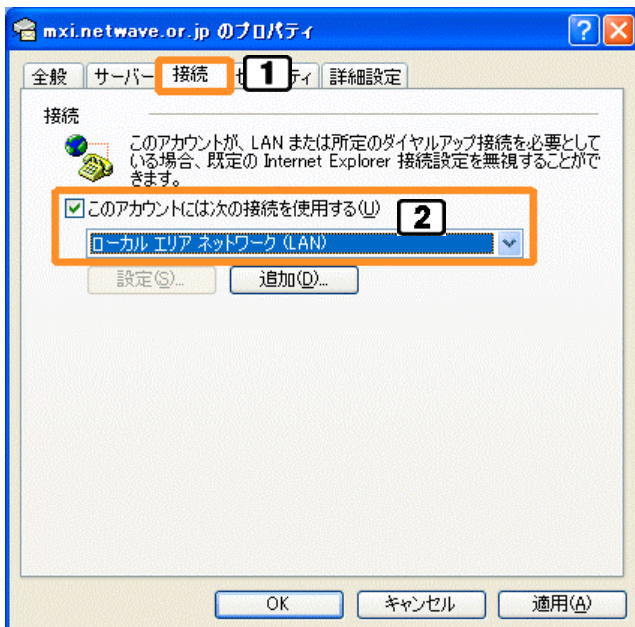 mxi.netwave.or.jp のプロパティ
全般 サーバー 接続 1 ティ 詳細設定
接続
このアカウントが、LAN または所定のダイヤルアップ接続を必要として
いる場合、既定の Internet Explorer 接続設定を無視することがで
きます。
このアカウントには次の接続を使用する(U) 2
ローカル エリア ネットワーク (LAN)
設定(S)... 追加(D)...
OK キャンセル 適用(A)